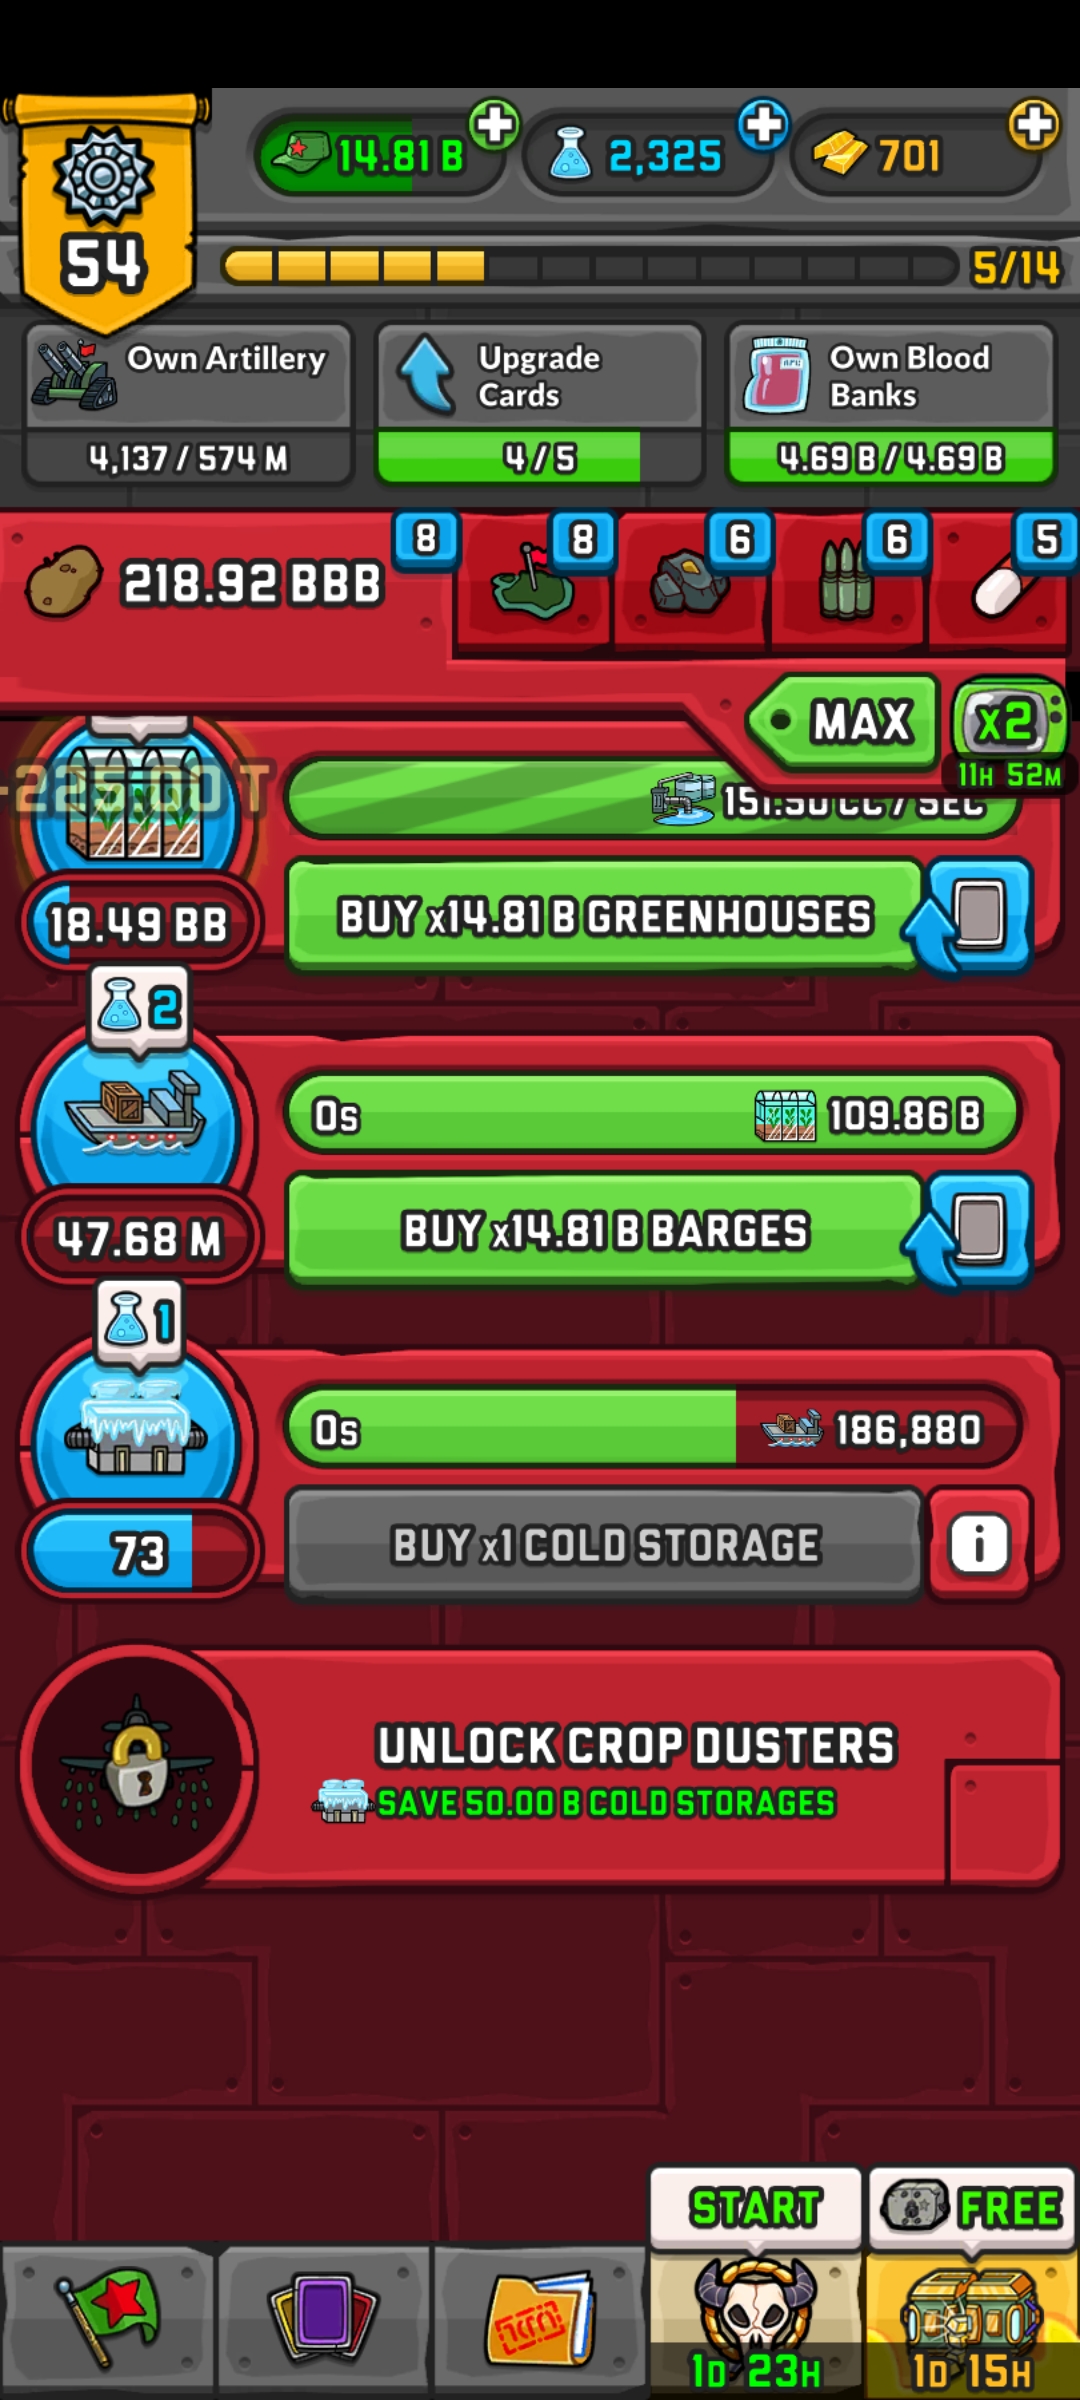 14.81 B
2,325
701
54
5/14
Own Artillery
4,137 / 574 M
Upgrade
Cards
4 / 5
Own Blood
Banks
4.69 B / 4.69 B
218.92 BBB
8
8
6
6
5
MAX
x2
11H 52M
-225.00 T
151.50 CC / SEC
18.49 BB
BUY x14.81 B GREENHOUSES
2
0s
109.86 B
47.68 M
BUY x14.81 B BARGES
1
0s
186,880
73
BUY x1 COLD STORAGE
i
UNLOCK CROP DUSTERS
SAVE 50.00 B COLD STORAGES
START
FREE
1D 23H
1D 15H